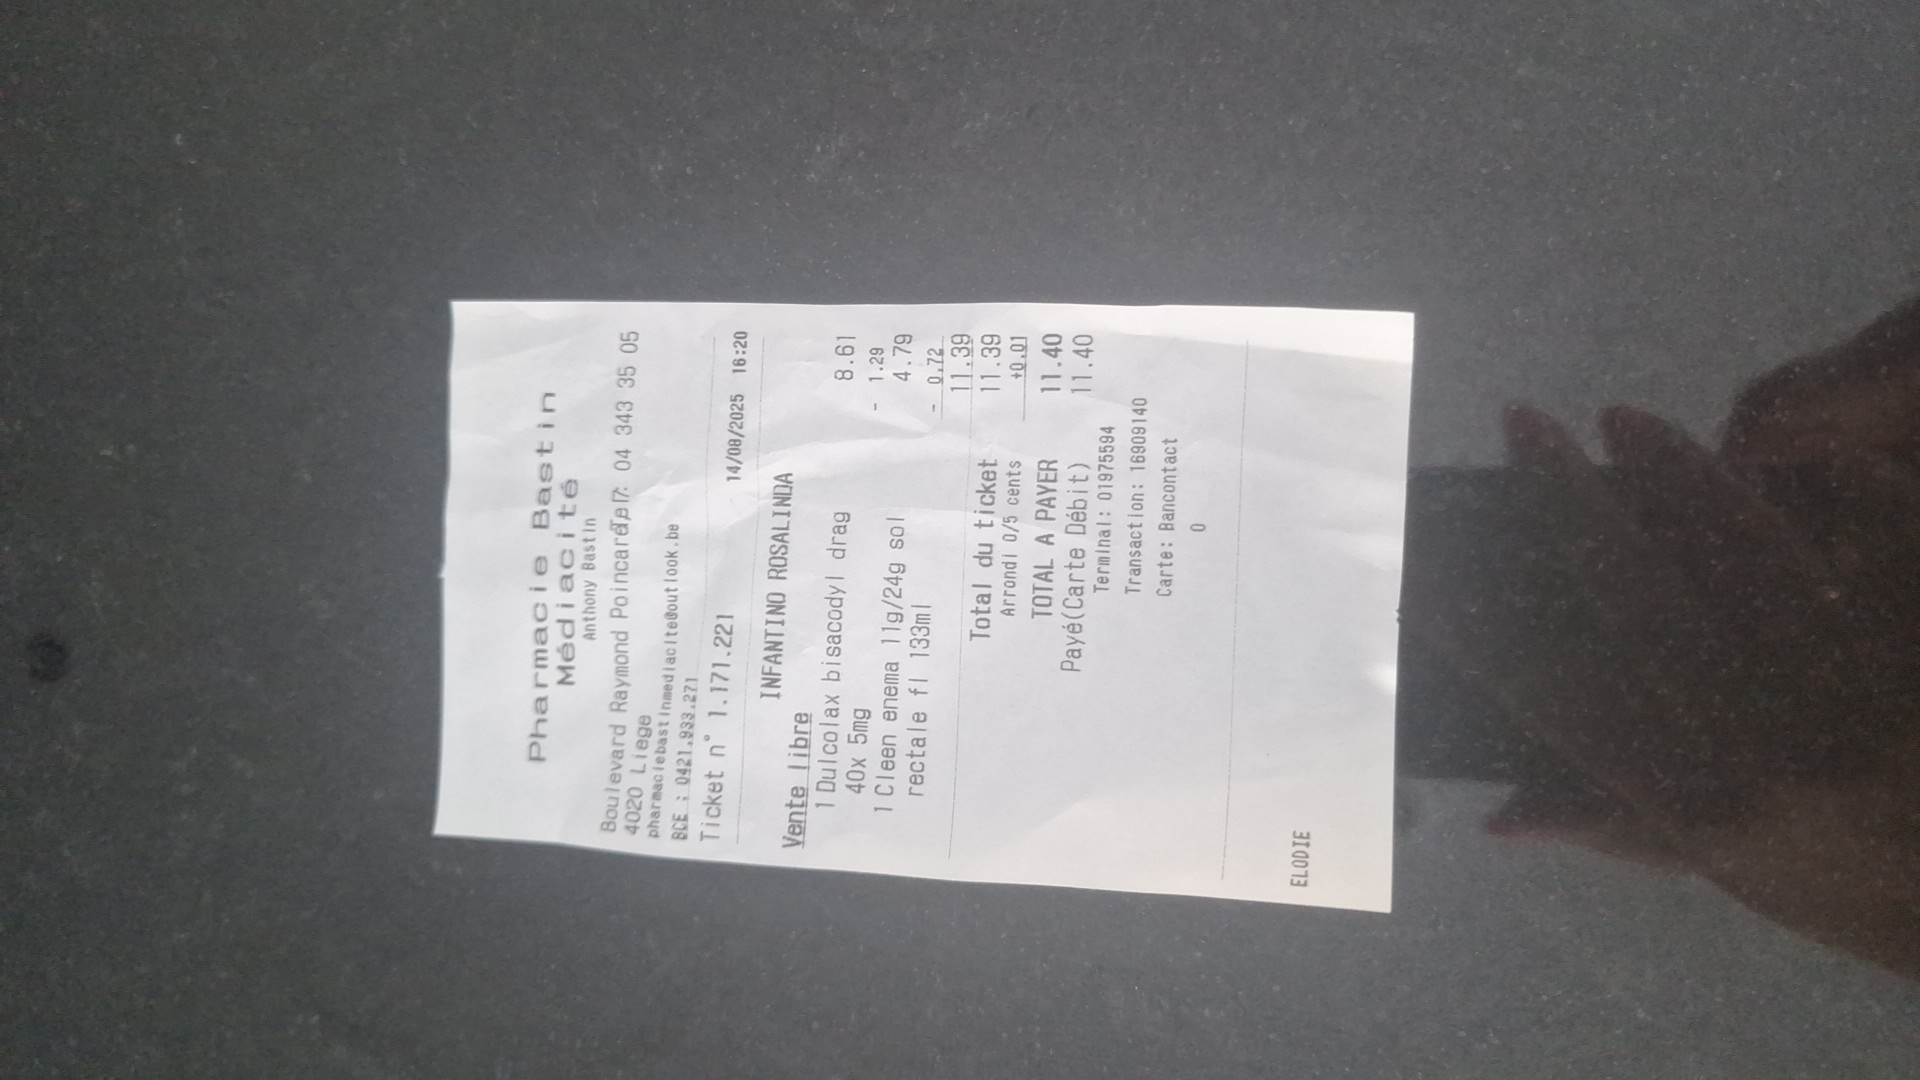 Pharmacie Bastin
Médiacité
Anthony Bastin
Boulevard Raymond Poincaré 7: 04 343 35 05
4020 Liege
pharmaciebastinmediacite@outlook.be
BCE : 0421.933.271
Ticket n° 1.171.221
14/08/2025 16:20
INFANTINO ROSALINDA
Vente libre
1 Dulcolax bisacodyl drag 8.61
40x 5mg - 1.29
1 Cleen enema 11g/24g sol 4.79
rectale fl 133ml - 0.72
11.39
Total du ticket 11.39
Arrondi 0/5 cents +0.01
TOTAL A PAYER 11.40
Payé(Carte Débit) 11.40
Terminal: 01975594
Transaction: 16909140
Carte: Bancontact
0
ELODIE